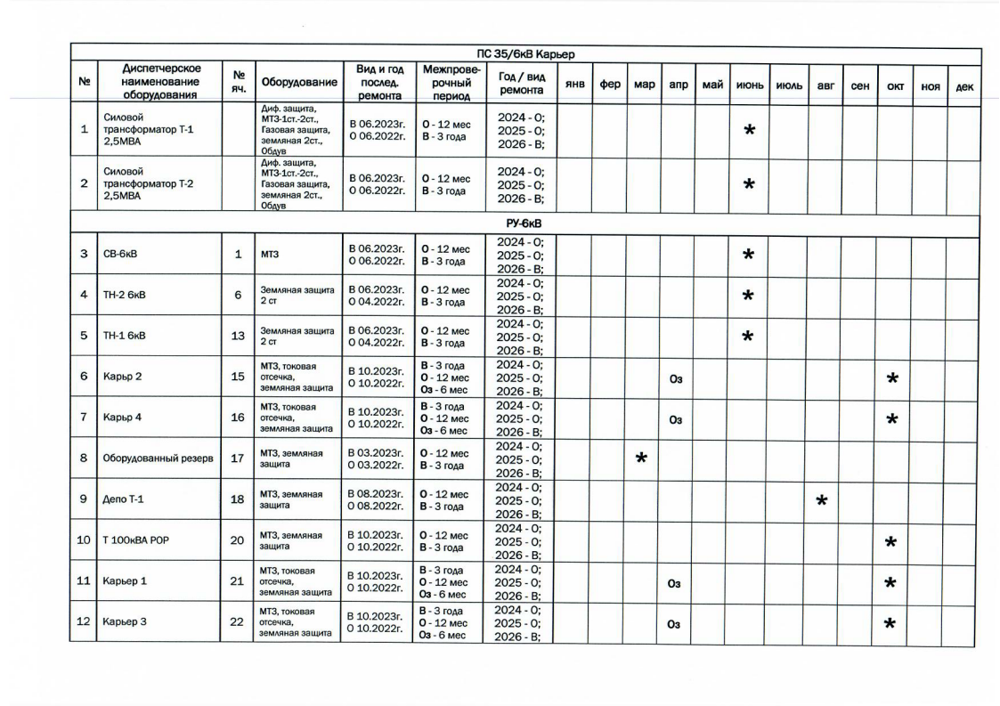 ПС 35/6кВ Карьер
№ Диспетчерское наименование оборудования № яч. Оборудование Вид и год послед. ремонта Межпрове-рочный период Год / вид ремонта янв фер мар апр май июнь июль авг сен окт ноя дек
1 Силовой трансформатор Т-1 2,5МВА Диф. защита, МТЗ-1ст.-2ст., Газовая защита, земляная 2ст., Обдув В 06.2023г. О 06.2022г. О - 12 мес В - 3 года 2024 - О; 2025 - О; 2026 - В; *
2 Силовой трансформатор Т-2 2,5МВА Диф. защита, МТЗ-1ст.-2ст., Газовая защита, земляная 2ст., Обдув В 06.2023г. О 06.2022г. О - 12 мес В - 3 года 2024 - О; 2025 - О; 2026 - В; *
РУ-6кВ
3 СВ-6кВ 1 МТЗ В 06.2023г. О 06.2022г. О - 12 мес В - 3 года 2024 - О; 2025 - О; 2026 - В; *
4 ТН-2 6кВ 6 Земляная защита 2 ст В 06.2023г. О 04.2022г. О - 12 мес В - 3 года 2024 - О; 2025 - О; 2026 - В; *
5 ТН-1 6кВ 13 Земляная защита 2 ст В 06.2023г. О 04.2022г. О - 12 мес В - 3 года 2024 - О; 2025 - О; 2026 - В; *
6 Карьр 2 15 МТЗ, токовая отсечка, земляная защита В 10.2023г. О 10.2022г. В - 3 года О - 12 мес Оз - 6 мес 2024 - О; 2025 - О; 2026 - В; Оз *
7 Карьр 4 16 МТЗ, токовая отсечка, земляная защита В 10.2023г. О 10.2022г. В - 3 года О - 12 мес Оз - 6 мес 2024 - О; 2025 - О; 2026 - В; Оз *
8 Оборудованный резерв 17 МТЗ, земляная защита В 03.2023г. О 03.2022г. О - 12 мес В - 3 года 2024 - О; 2025 - О; 2026 - В; *
9 Депо Т-1 18 МТЗ, земляная защита В 08.2023г. О 08.2022г. О - 12 мес В - 3 года 2024 - О; 2025 - О; 2026 - В; *
10 Т 100кВА РОР 20 МТЗ, земляная защита В 10.2023г. О 10.2022г. О - 12 мес В - 3 года 2024 - О; 2025 - О; 2026 - В; *
11 Карьер 1 21 МТЗ, токовая отсечка, земляная защита В 10.2023г. О 10.2022г. В - 3 года О - 12 мес Оз - 6 мес 2024 - О; 2025 - О; 2026 - В; Оз *
12 Карьер 3 22 МТЗ, токовая отсечка, земляная защита В 10.2023г. О 10.2022г. В - 3 года О - 12 мес Оз - 6 мес 2024 - О; 2025 - О; 2026 - В; Оз *